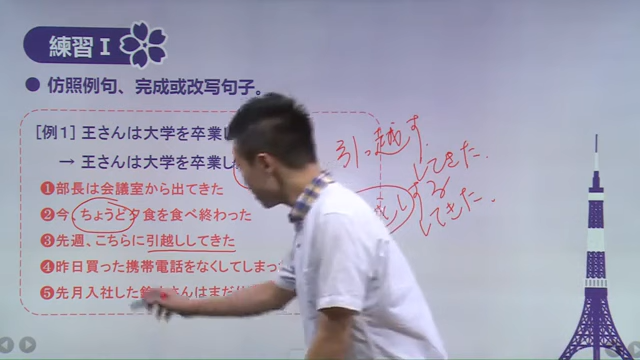 練習 I
● 仿照例句、完成或改写句子。
[例1] 王さんは大学を卒業し
→ 王さんは大学を卒業し
❶部長は会議室から出てきた
❷今、ちょうど夕食を食べ終わった
❸先週、こちらに引越ししてきた
❹昨日買った携帯電話をなくしてしまっ
❺先月入社した さんはまだ
引っ越す
してきた.
する
してきた.